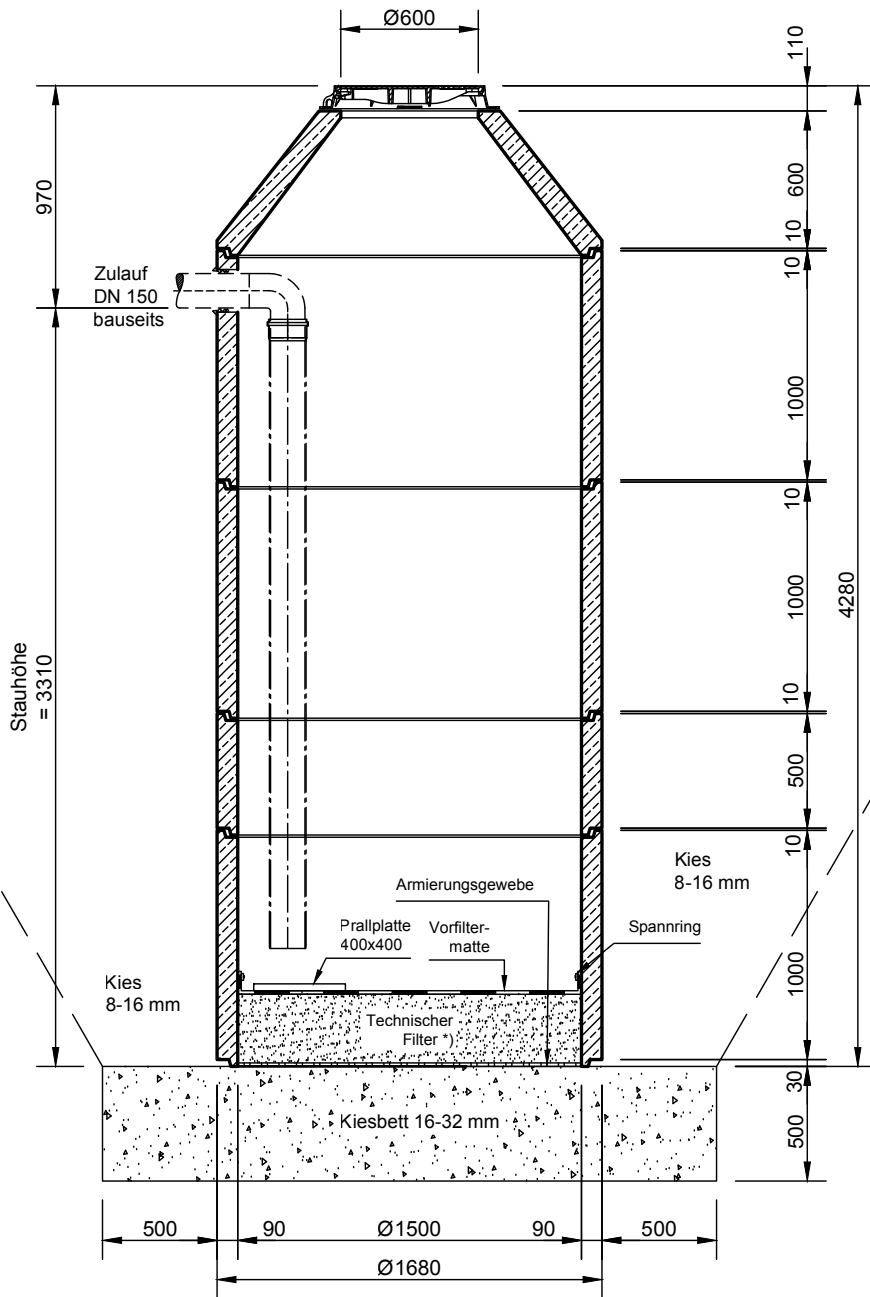 Ø600
110
970
600
10
Zulauf
DN 150
bauseits
10
1000
10
1000
4280
Stauhöhe
= 3310
10
500
10
Kies
8-16 mm
Armierungsgewebe
Prallplatte
400x400
Vorfilter-
matte
Spannring
1000
Kies
8-16 mm
Technischer
Filter *)
30
Kiesbett 16-32 mm
500
500
90
Ø1500
90
500
Ø1680